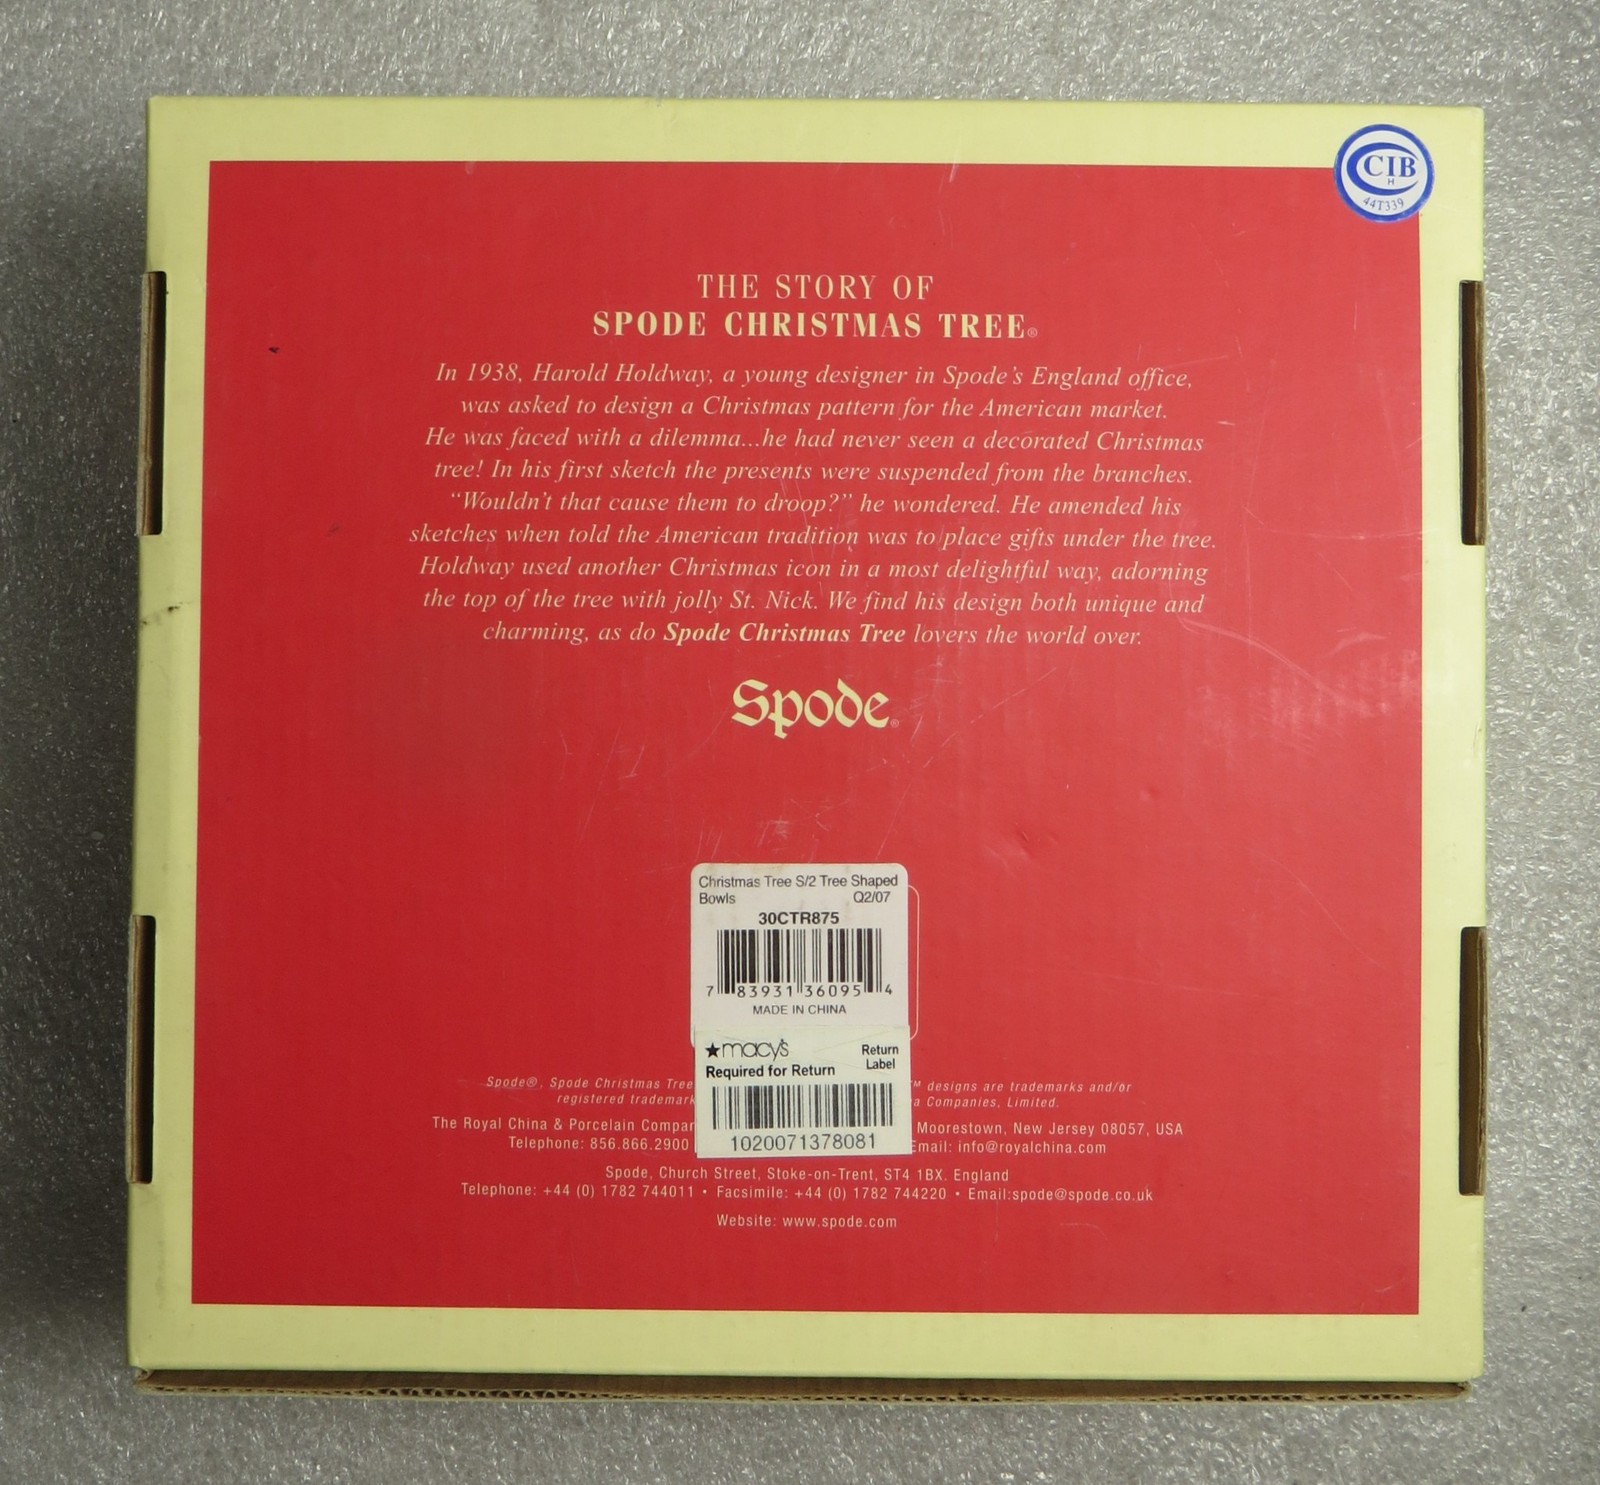 CIB
H
44T339
THE STORY OF
SPODE CHRISTMAS TREE®
In 1938, Harold Holdway, a young designer in Spode's England office,
was asked to design a Christmas pattern for the American market.
He was faced with a dilemma...he had never seen a decorated Christmas
tree! In his first sketch the presents were suspended from the branches.
“Wouldn't that cause them to droop?” he wondered. He amended his
sketches when told the American tradition was to place gifts under the tree.
Holdway used another Christmas icon in a most delightful way, adorning
the top of the tree with jolly St. Nick. We find his design both unique and
charming, as do Spode Christmas Tree lovers the world over.
Spode®
Christmas Tree S/2 Tree Shaped
Bowls Q2/07
30CTR875
7 83931 36095 4
MADE IN CHINA
★macy's Return
Label
Required for Return
1020071378081
Spode®, Spode Christmas Tree ™ designs are trademarks and/or
registered trademark Companies, Limited.
The Royal China & Porcelain Compa Moorestown, New Jersey 08057, USA
Telephone: 856.866.2900 Email: info@royalchina.com
Spode, Church Street, Stoke-on-Trent, ST4 1BX. England
Telephone: +44 (0) 1782 744011 • Facsimile: +44 (0) 1782 744220 • Email:spode@spode.co.uk
Website: www.spode.com